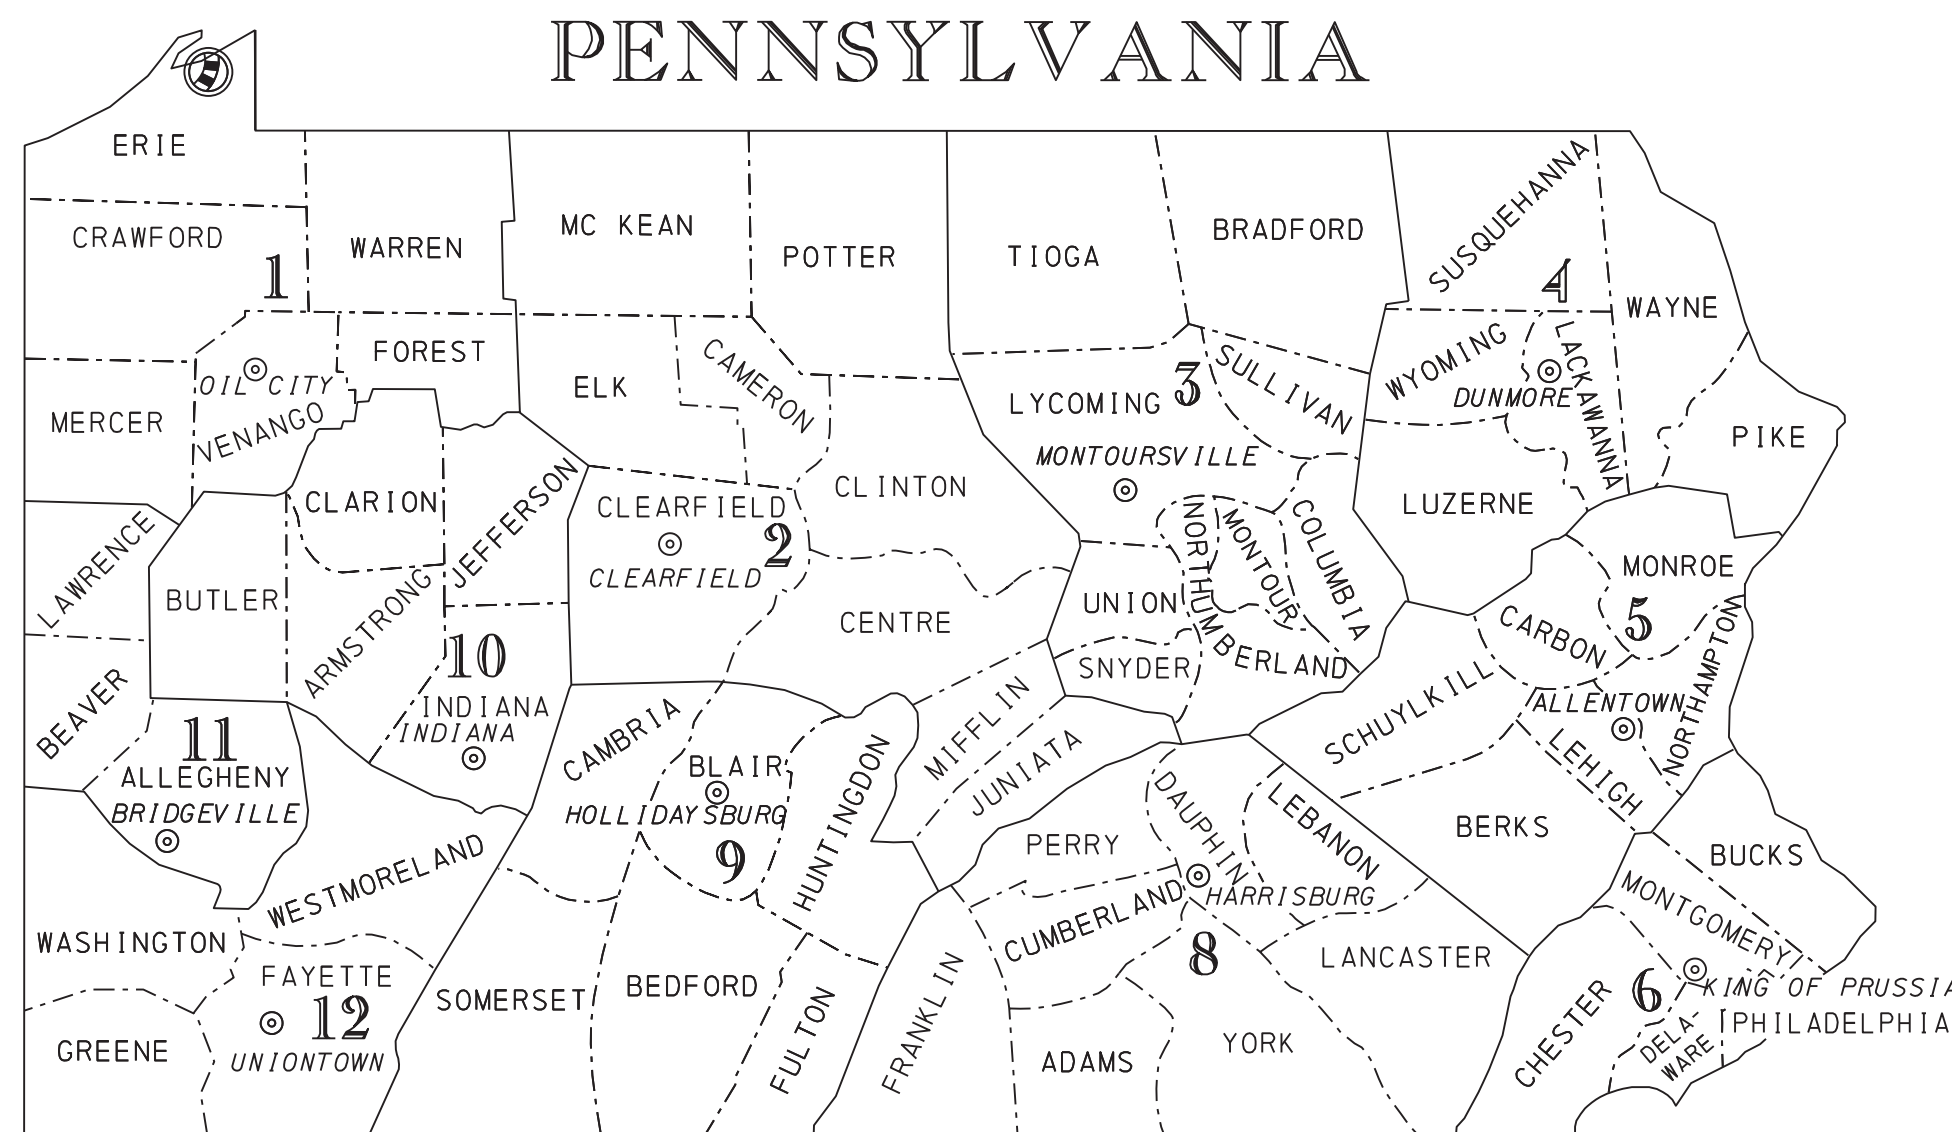 PENNSYLVANIA
ERIE
CRAWFORD
1
WARREN
MC KEAN
POTTER
TIOGA
BRADFORD
SUSQUEHANNA
4
WAYNE
MERCER
OIL CITY
VENANGO
FOREST
ELK
CAMERON
LYCOMING
3
SULLIVAN
WYOMING
DUNMORE
LACKAWANNA
PIKE
MONTOURSVILLE
LAWRENCE
CLARION
JEFFERSON
CLEARFIELD
2
CLEARFIELD
CLINTON
NORTHUMBERLAND
MONTOUR
COLUMBIA
LUZERNE
BUTLER
ARMSTRONG
CENTRE
UNION
SNYDER
MONROE
5
CARBON
NORTHAMPTON
BEAVER
10
INDIANA
INDIANA
11
ALLEGHENY
BRIDGEVILLE
CAMBRIA
BLAIR
HOLLIDAYSBURG
9
HUNTINGDON
MIFFLIN
JUNIATA
SCHUYLKILL
ALLENTOWN
LEHIGH
WESTMORELAND
PERRY
DAUPHIN
LEBANON
BERKS
BUCKS
CUMBERLAND
HARRISBURG
8
LANCASTER
MONTGOMERY
WASHINGTON
FAYETTE
12
UNIONTOWN
GREENE
SOMERSET
BEDFORD
FULTON
FRANKLIN
ADAMS
YORK
CHESTER
6
KING OF PRUSSIA
PHILADELPHIA
DELA-
WARE